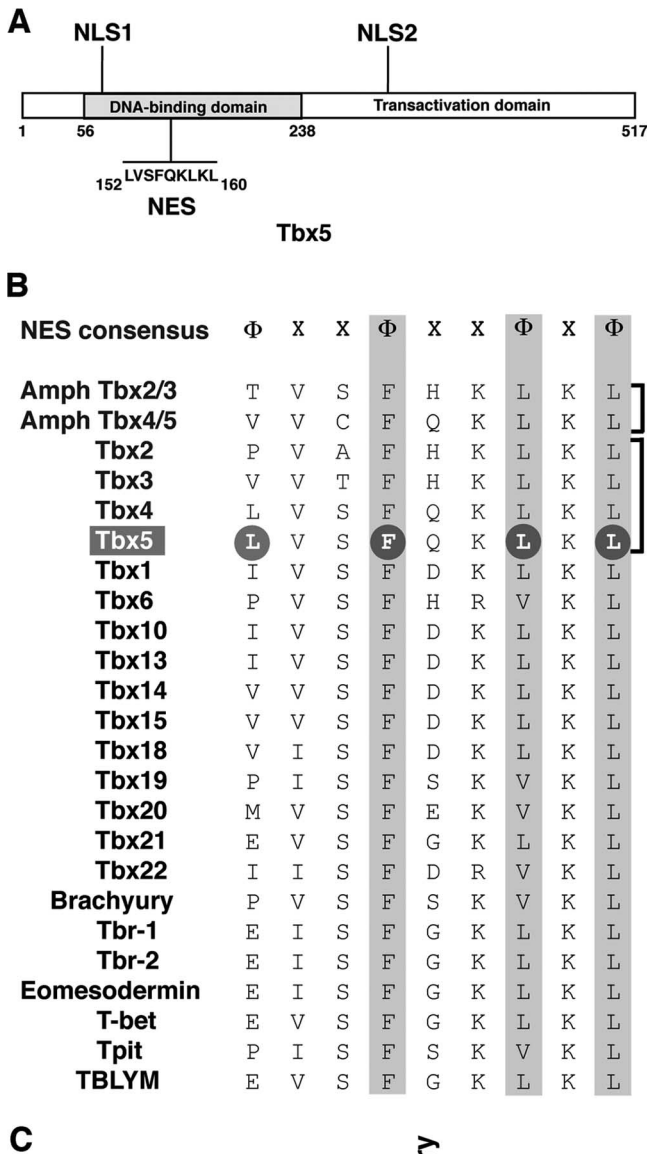 A
NLS1 NLS2
DNA-binding domain Transactivation domain
1 56 238 517
152 LVSFQKLKL 160
NES
Tbx5
B
NES consensus Φ X X Φ X X Φ X Φ
Amph Tbx2/3 T V S F H K L K L
Amph Tbx4/5 V V C F Q K L K L
Tbx2 P V A F H K L K L
Tbx3 V V T F H K L K L
Tbx4 L V S F Q K L K L
Tbx5 L V S F Q K L K L
Tbx1 I V S F D K L K L
Tbx6 P V S F H R V K L
Tbx10 I V S F D K L K L
Tbx13 I V S F D K L K L
Tbx14 V V S F D K L K L
Tbx15 V V S F D K L K L
Tbx18 V I S F D K L K L
Tbx19 P I S F S K V K L
Tbx20 M V S F E K V K L
Tbx21 E V S F G K L K L
Tbx22 I I S F D R V K L
Brachyury P V S F S K V K L
Tbr-1 E I S F G K L K L
Tbr-2 E I S F G K L K L
Eomesodermin E I S F G K L K L
T-bet E V S F G K L K L
Tpit P I S F S K V K L
TBLYM E V S F G K L K L
C